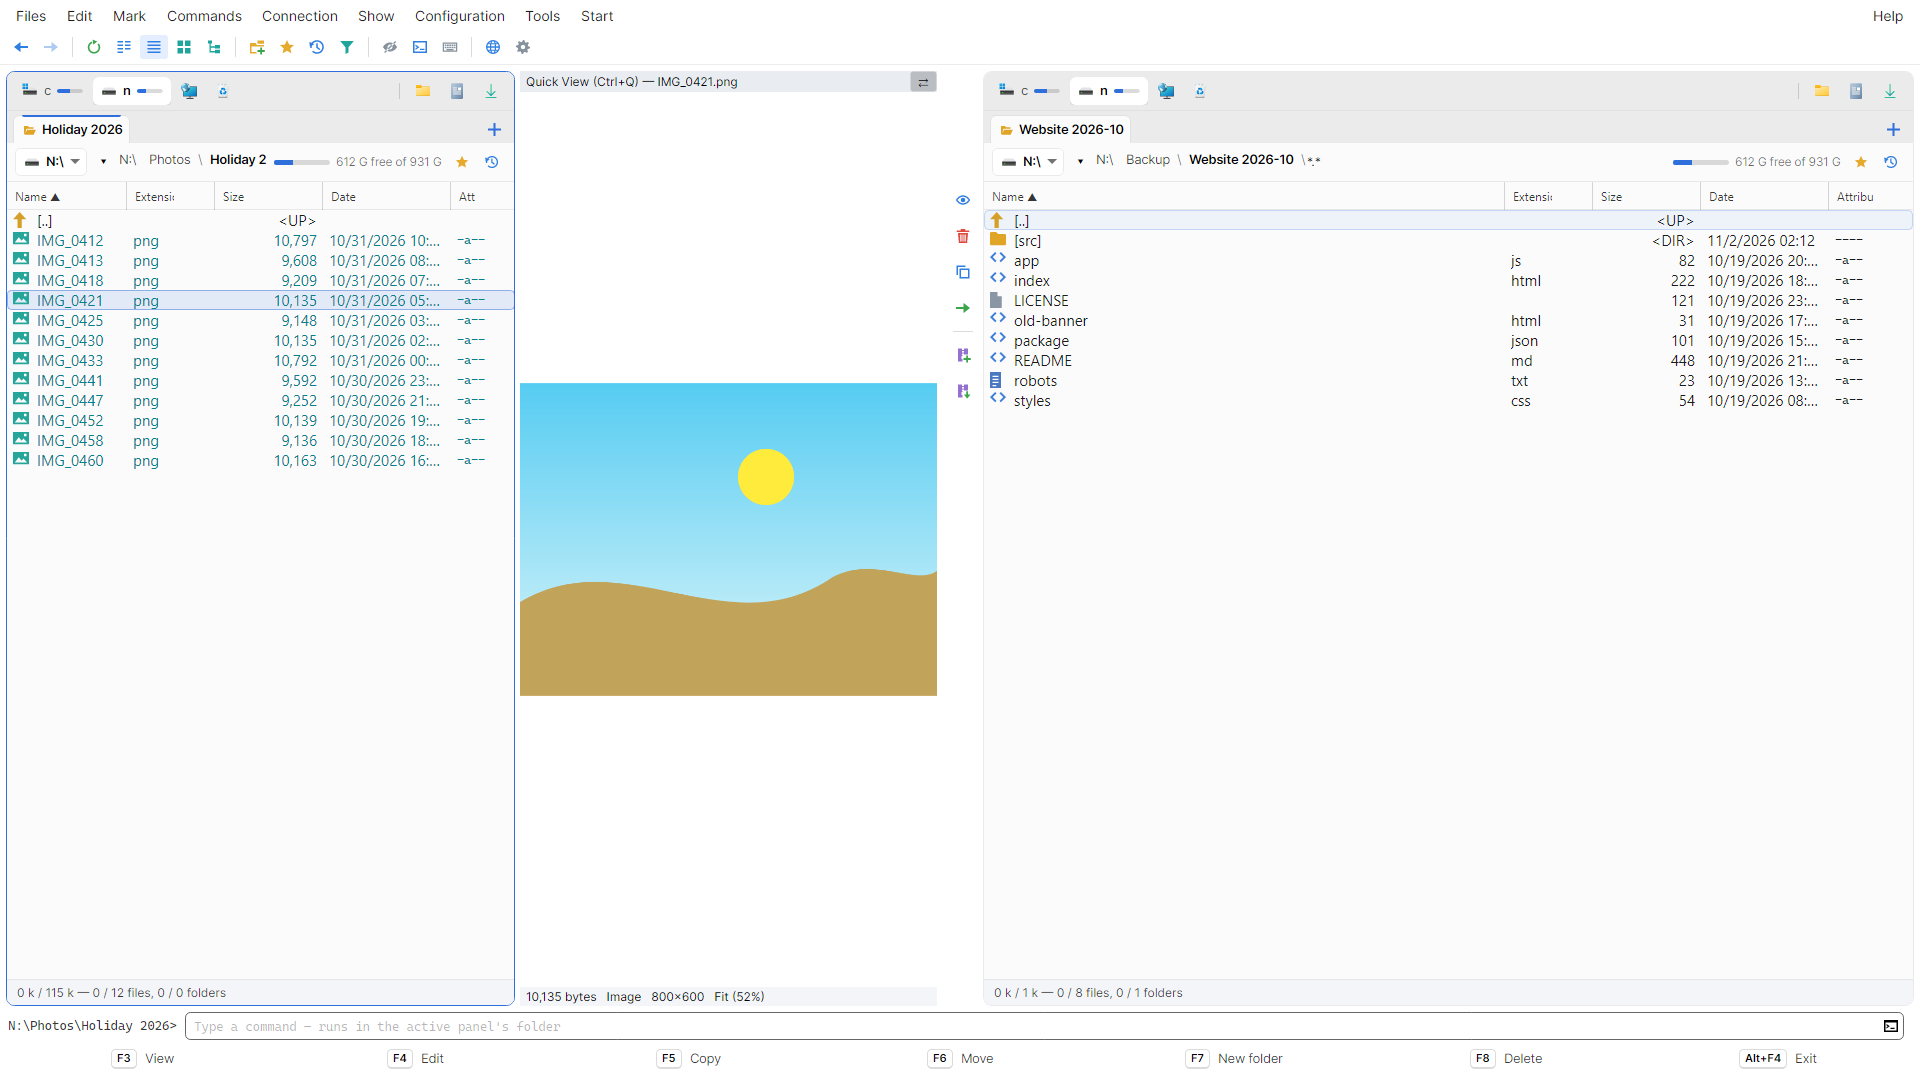 Files Edit Mark Commands Connection Show Configuration Tools Start Help
c n
Holiday 2026
N:\ N:\ Photos \ Holiday 2 612 G free of 931 G
Name Extensi Size Date Att
[..] <UP>
IMG_0412 png 10,797 10/31/2026 10:... -a--
IMG_0413 png 9,608 10/31/2026 08:... -a--
IMG_0418 png 9,209 10/31/2026 07:... -a--
IMG_0421 png 10,135 10/31/2026 05:... -a--
IMG_0425 png 9,148 10/31/2026 03:... -a--
IMG_0430 png 10,135 10/31/2026 02:... -a--
IMG_0433 png 10,792 10/31/2026 00:... -a--
IMG_0441 png 9,592 10/30/2026 23:... -a--
IMG_0447 png 9,252 10/30/2026 21:... -a--
IMG_0452 png 10,139 10/30/2026 19:... -a--
IMG_0458 png 9,136 10/30/2026 18:... -a--
IMG_0460 png 10,163 10/30/2026 16:... -a--
0 k / 115 k — 0 / 12 files, 0 / 0 folders
Quick View (Ctrl+Q) — IMG_0421.png
10,135 bytes Image 800×600 Fit (52%)
c n
Website 2026-10
N:\ N:\ Backup \ Website 2026-10 \*.* 612 G free of 931 G
Name Extensi Size Date Attribu
[..] <UP>
[src] <DIR> 11/2/2026 02:12 ----
app js 82 10/19/2026 20:... -a--
index html 222 10/19/2026 18:... -a--
LICENSE 121 10/19/2026 23:... -a--
old-banner html 31 10/19/2026 17:... -a--
package json 101 10/19/2026 15:... -a--
README md 448 10/19/2026 21:... -a--
robots txt 23 10/19/2026 13:... -a--
styles css 54 10/19/2026 08:... -a--
0 k / 1 k — 0 / 8 files, 0 / 1 folders
N:\Photos\Holiday 2026> Type a command — runs in the active panel's folder
F3 View F4 Edit F5 Copy F6 Move F7 New folder F8 Delete Alt+F4 Exit